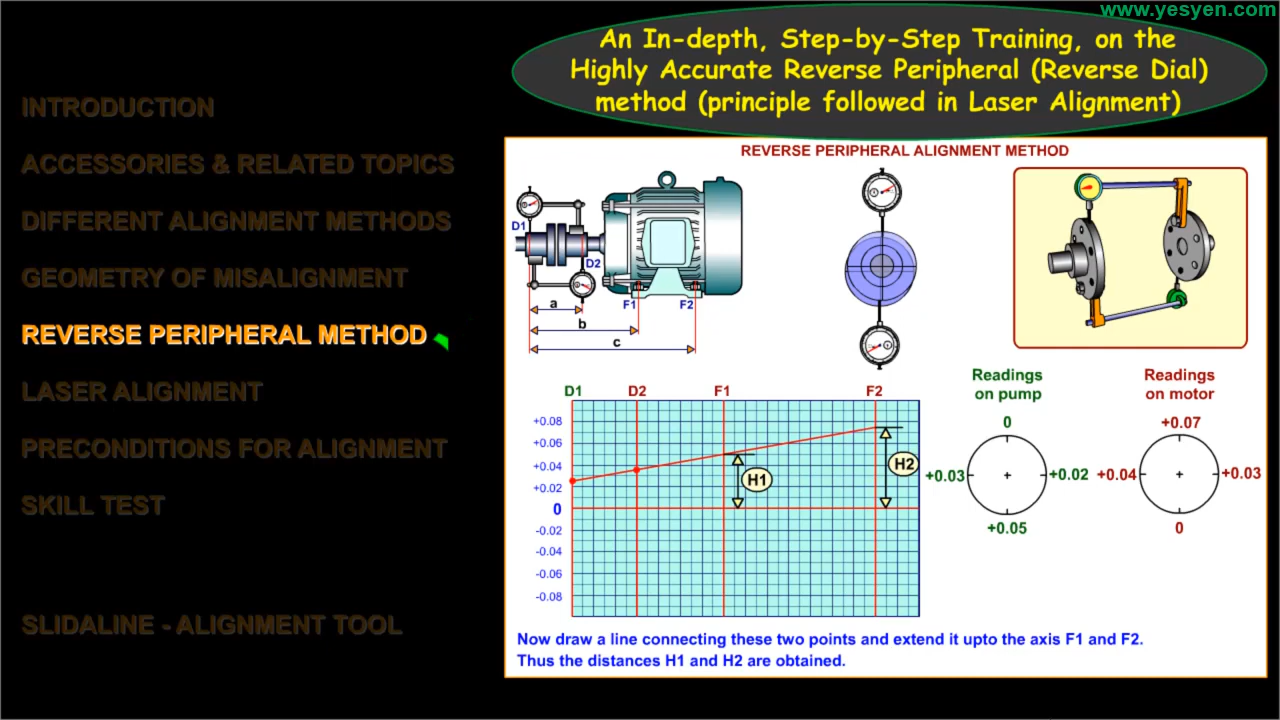 www.yesyen.com
An In-depth, Step-by-Step Training, on the
Highly Accurate Reverse Peripheral (Reverse Dial)
method (principle followed in Laser Alignment)
INTRODUCTION
ACCESSORIES & RELATED TOPICS
DIFFERENT ALIGNMENT METHODS
GEOMETRY OF MISALIGNMENT
REVERSE PERIPHERAL METHOD
LASER ALIGNMENT
PRECONDITIONS FOR ALIGNMENT
SKILL TEST
SLIDALINE - ALIGNMENT TOOL
REVERSE PERIPHERAL ALIGNMENT METHOD
D1
D2
F1 F2
a
b
c
D1 D2 F1 F2
+0.08
+0.06
+0.04
+0.02
0
-0.02
-0.04
-0.06
-0.08
H1
H2
Readings
on pump
0
+0.03 +0.02
+0.05
Readings
on motor
+0.07
+0.04 +0.03
0
Now draw a line connecting these two points and extend it upto the axis F1 and F2.
Thus the distances H1 and H2 are obtained.